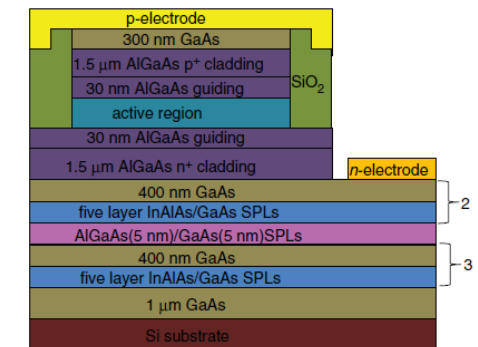 p-electrode
300 nm GaAs
1.5 μm AlGaAs p⁺ cladding
30 nm AlGaAs guiding
SiO₂
active region
30 nm AlGaAs guiding
1.5 μm AlGaAs n⁺ cladding
n-electrode
400 nm GaAs
five layer InAlAs/GaAs SPLs
2
AlGaAs(5 nm)/GaAs(5 nm)SPLs
400 nm GaAs
3
five layer InAlAs/GaAs SPLs
1 μm GaAs
Si substrate